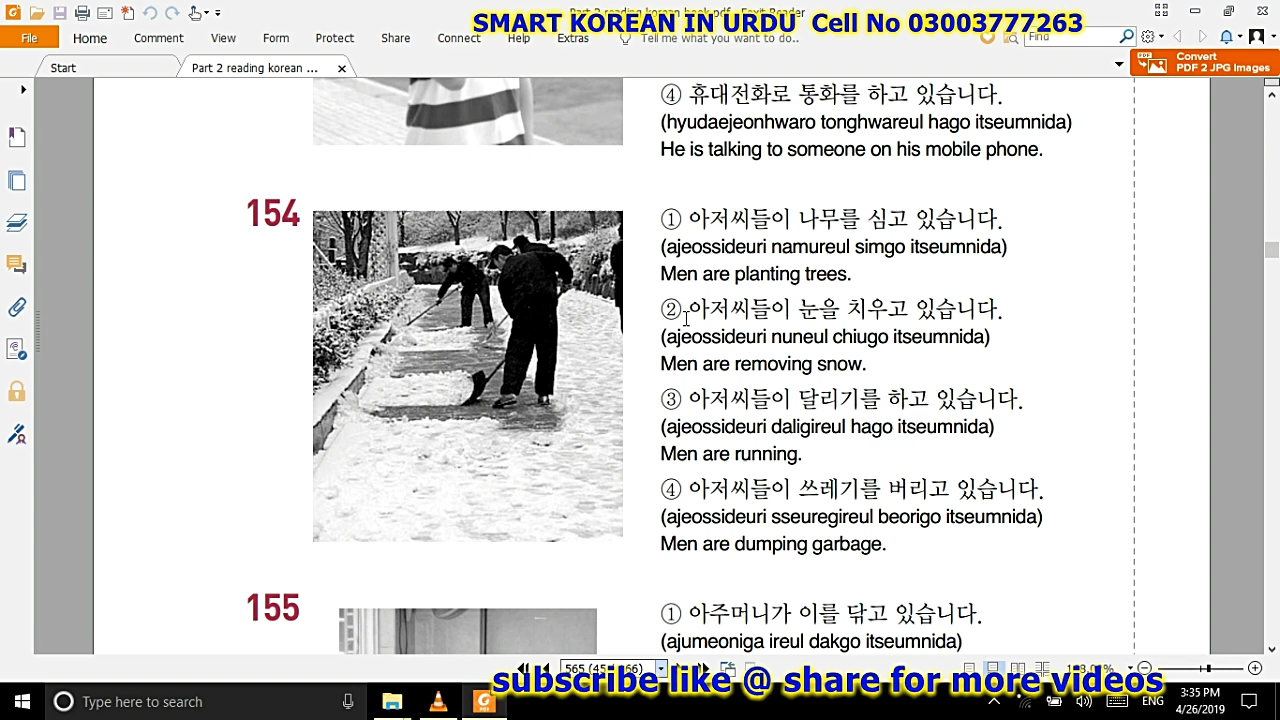 SMART KOREAN IN URDU Cell No 03003777263
File Home Comment View Form Protect Share Connect Help Extras Tell me what you want to do.. Find
Start Part 2 reading korean ...
Convert
PDF 2 JPG Images
④ 휴대전화로 통화를 하고 있습니다.
(hyudaejeonhwaro tonghwareul hago itseumnida)
He is talking to someone on his mobile phone.
154
① 아저씨들이 나무를 심고 있습니다.
(ajeossideuri namureul simgo itseumnida)
Men are planting trees.
② 아저씨들이 눈을 치우고 있습니다.
(ajeossideuri nuneul chiugo itseumnida)
Men are removing snow.
③ 아저씨들이 달리기를 하고 있습니다.
(ajeossideuri daligireul hago itseumnida)
Men are running.
④ 아저씨들이 쓰레기를 버리고 있습니다.
(ajeossideuri sseuregireul beorigo itseumnida)
Men are dumping garbage.
155
① 아주머니가 이를 닦고 있습니다.
(ajumeoniga ireul dakgo itseumnida)
subscribe like @ share for more videos
Type here to search
ENG
3:35 PM
4/26/2019